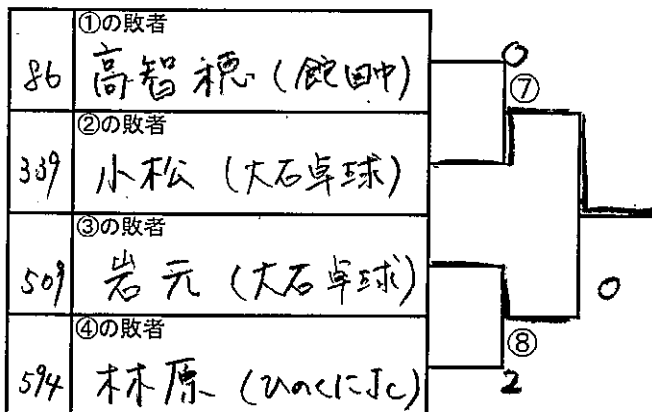 ①の敗者
86 高智穂 (飽田中)
0
⑦
②の敗者
339 小松 (大石卓球)
③の敗者
509 岩元 (大石卓球)
0
④の敗者
594 林原 (ひのくにJc)
⑧
2